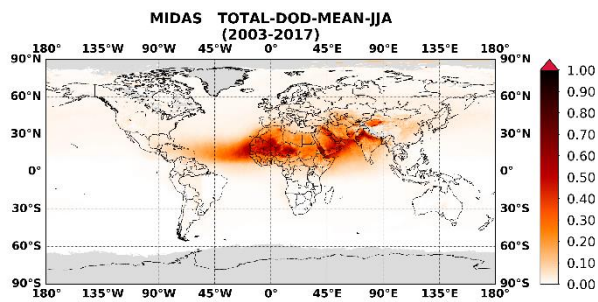 MIDAS TOTAL-DOD-MEAN-JJA
(2003-2017)
180° 135°W 90°W 45°W 0° 45°E 90°E 135°E 180°
90°N 90°N 1.00
60°N 60°N 0.90
0.80
30°N 30°N 0.70
0.60
0° 0° 0.50
0.40
30°S 30°S 0.30
60°S 60°S 0.20
0.10
90°S 90°S 0.00
180° 135°W 90°W 45°W 0° 45°E 90°E 135°E 180°